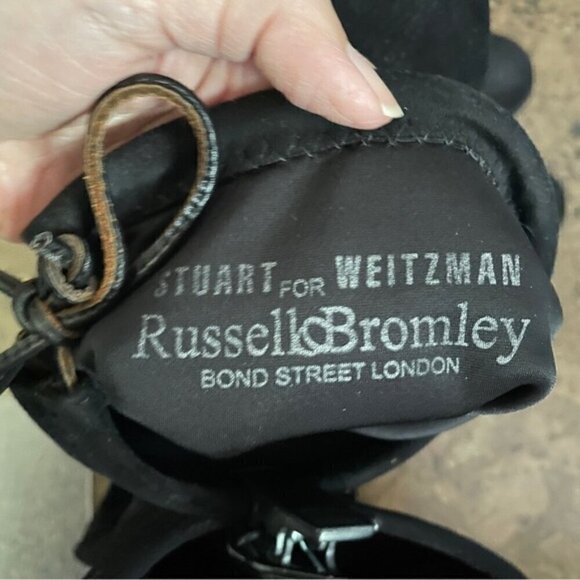 STUART FOR WEITZMAN
Russell&Bromley
BOND STREET LONDON